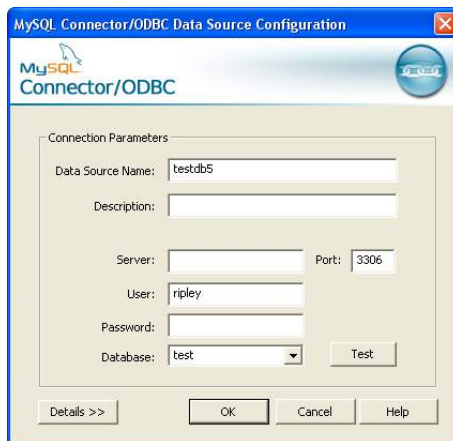 MySQL Connector/ODBC Data Source Configuration
MySQL
Connector/ODBC
Connection Parameters
Data Source Name: testdb5
Description:
Server: Port: 3306
User: ripley
Password:
Database: test Test
Details >> OK Cancel Help